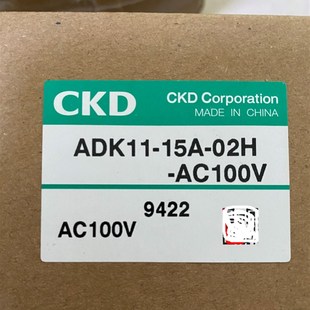 CKD
CKD Corporation
MADE IN CHINA
ADK11-15A-02H
-AC100V
9422
AC100V